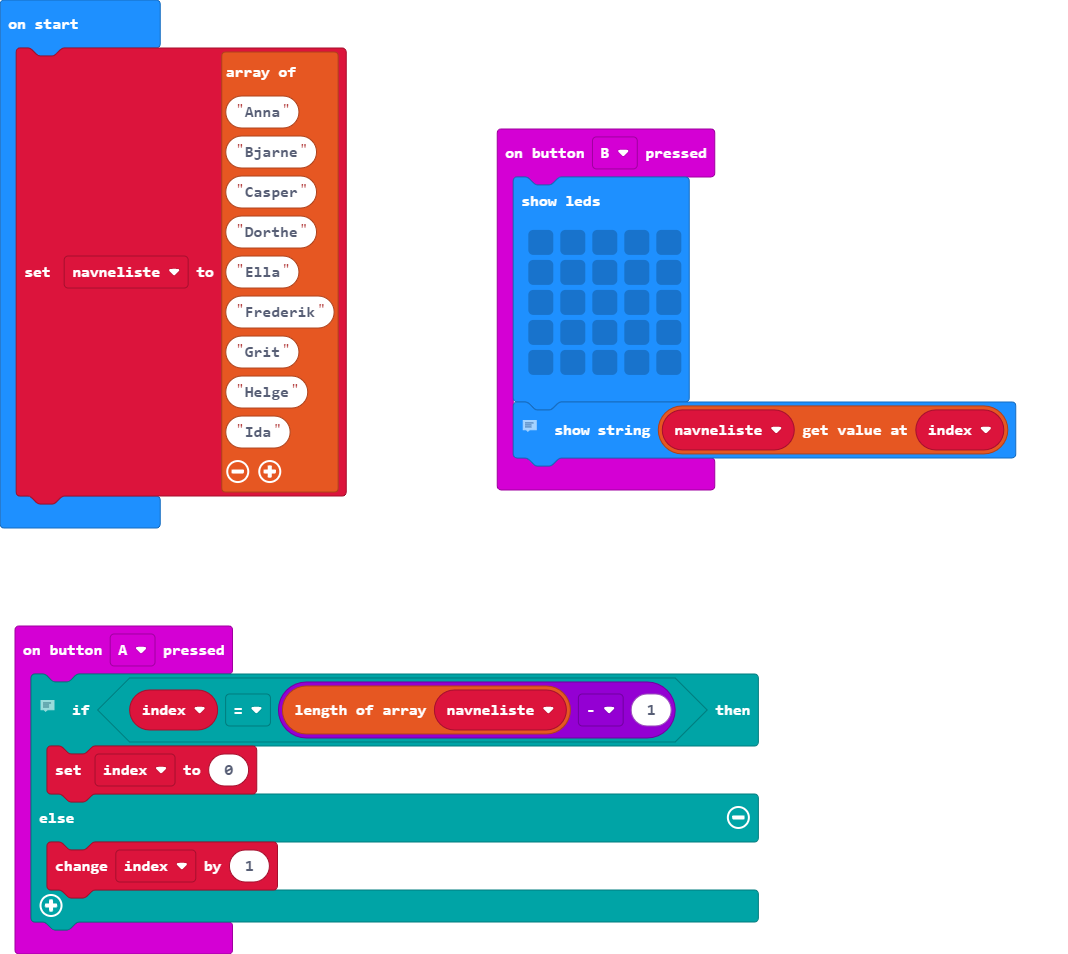 on start
set navneliste to
array of
"Anna"
"Bjarne"
"Casper"
"Dorthe"
"Ella"
"Frederik"
"Grit"
"Helge"
"Ida"
on button B pressed
show leds
show string navneliste get value at index
on button A pressed
if index = length of array navneliste - 1 then
set index to 0
else
change index by 1